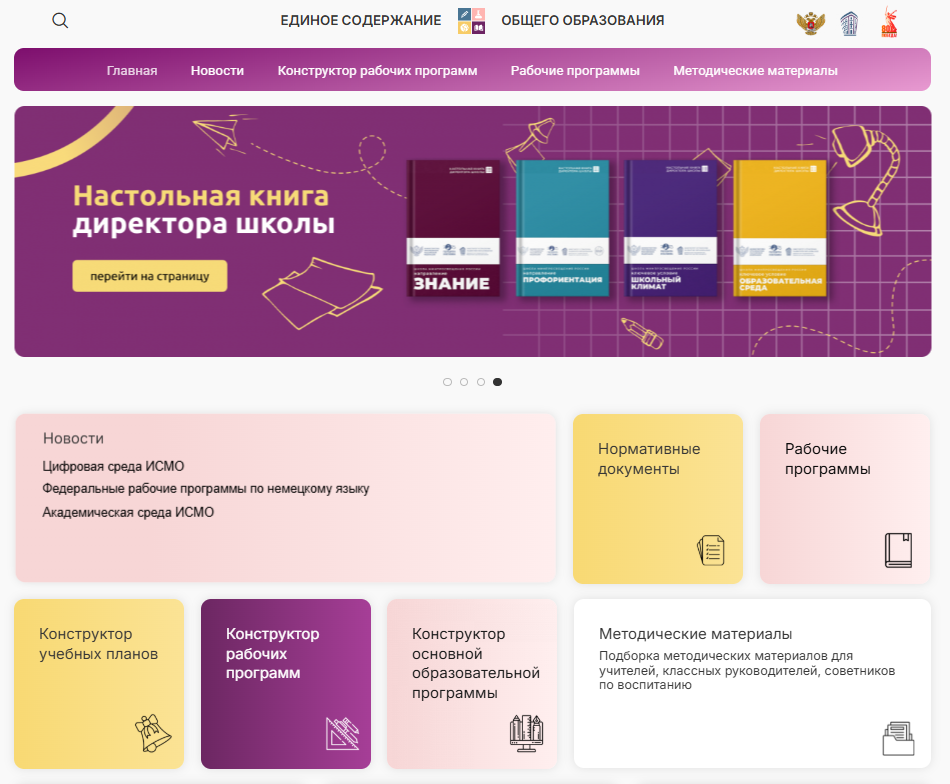 ЕДИНОЕ СОДЕРЖАНИЕ ОБЩЕГО ОБРАЗОВАНИЯ
Главная Новости Конструктор рабочих программ Рабочие программы Методические материалы
Настольная книга
директора школы
перейти на страницу
ЗНАНИЕ
ПРОФОРИЕНТАЦИЯ
ШКОЛЬНЫЙ
КЛИМАТ
ОБРАЗОВАТЕЛЬНАЯ
СРЕДА
Новости
Цифровая среда ИСМО
Федеральные рабочие программы по немецкому языку
Академическая среда ИСМО
Нормативные
документы
Рабочие
программы
Конструктор
учебных планов
Конструктор
рабочих
программ
Конструктор
основной
образовательной
программы
Методические материалы
Подборка методических материалов для
учителей, классных руководителей, советников
по воспитанию